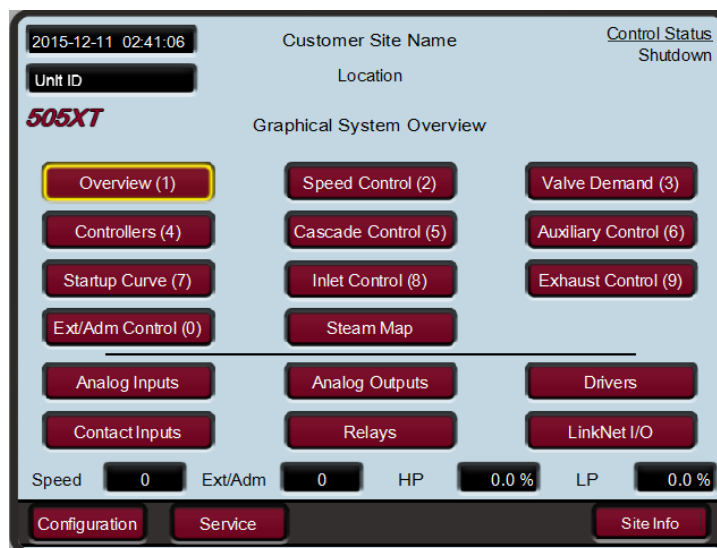 2015-12-11 02:41:06 Customer Site Name Control Status
Shutdown
Unit ID Location
505XT
Graphical System Overview
Overview (1) Speed Control (2) Valve Demand (3)
Controllers (4) Cascade Control (5) Auxiliary Control (6)
Startup Curve (7) Inlet Control (8) Exhaust Control (9)
Ext/Adm Control (0) Steam Map
Analog Inputs Analog Outputs Drivers
Contact Inputs Relays LinkNet I/O
Speed 0 Ext/Adm 0 HP 0.0 % LP 0.0 %
Configuration Service Site Info